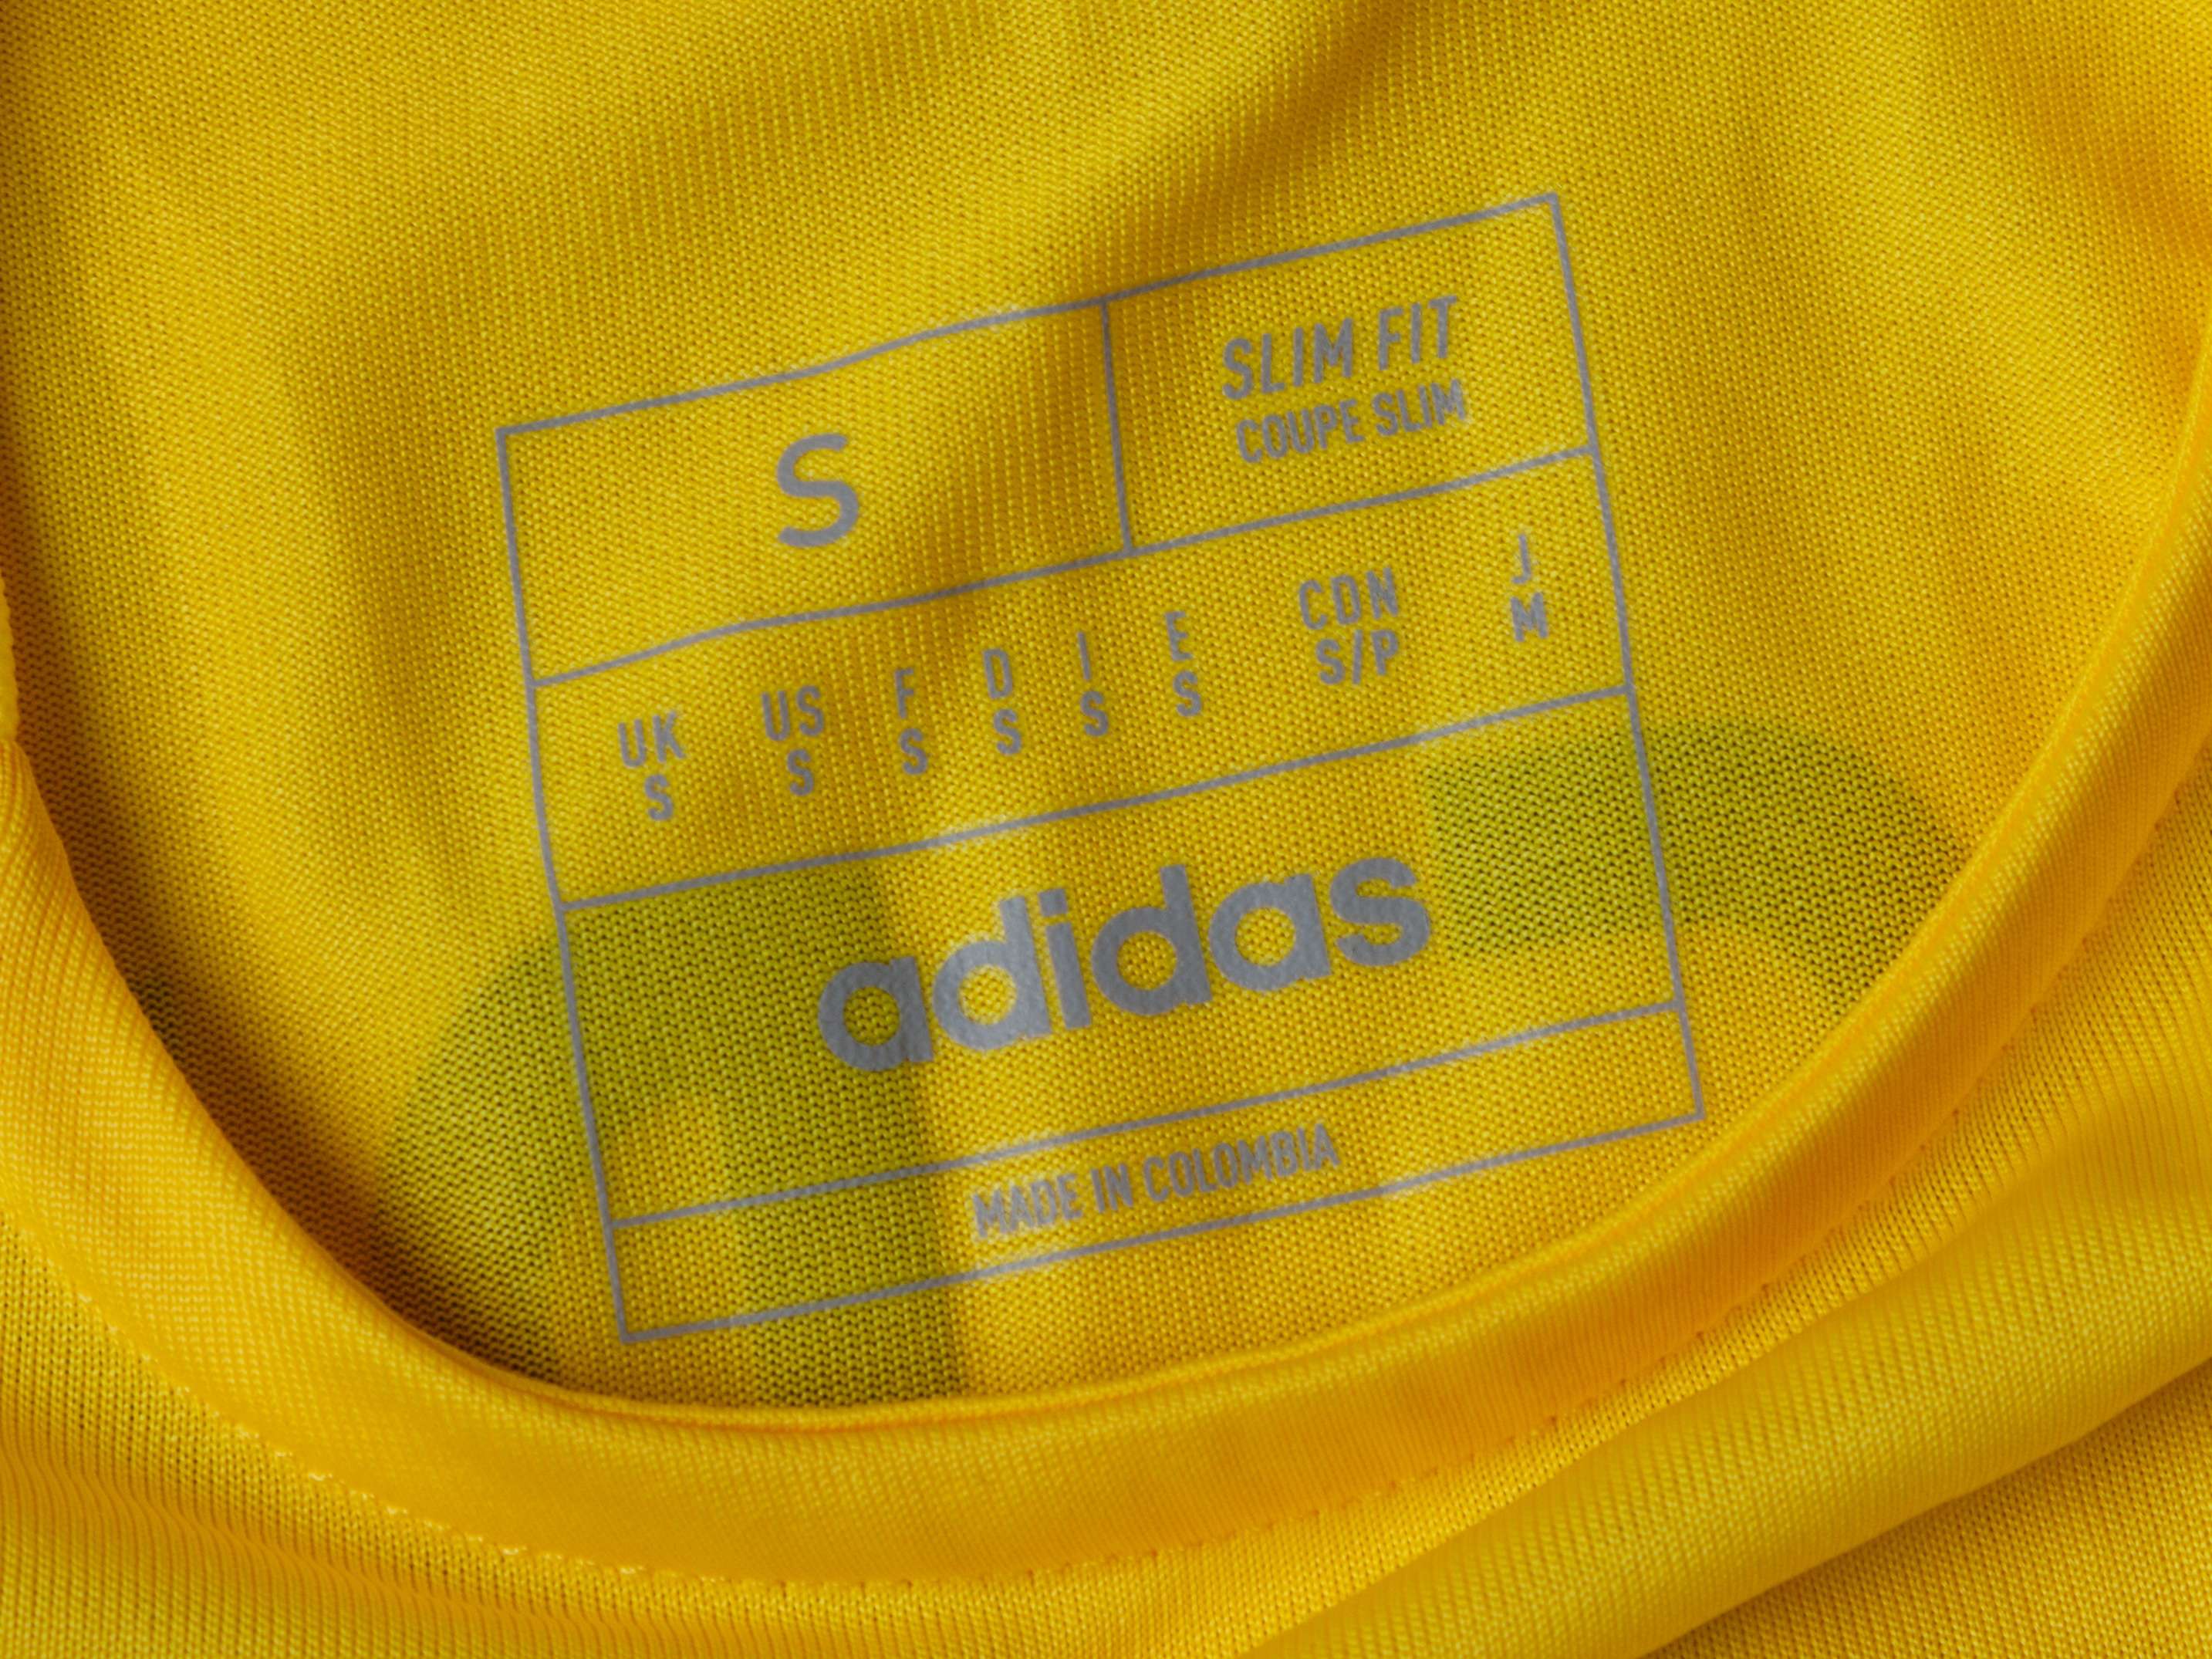 S
SLIM FIT
COUPE SLIM
UK US F D I E CDN J
S S S S S S S/P M
adidas
MADE IN COLOMBIA